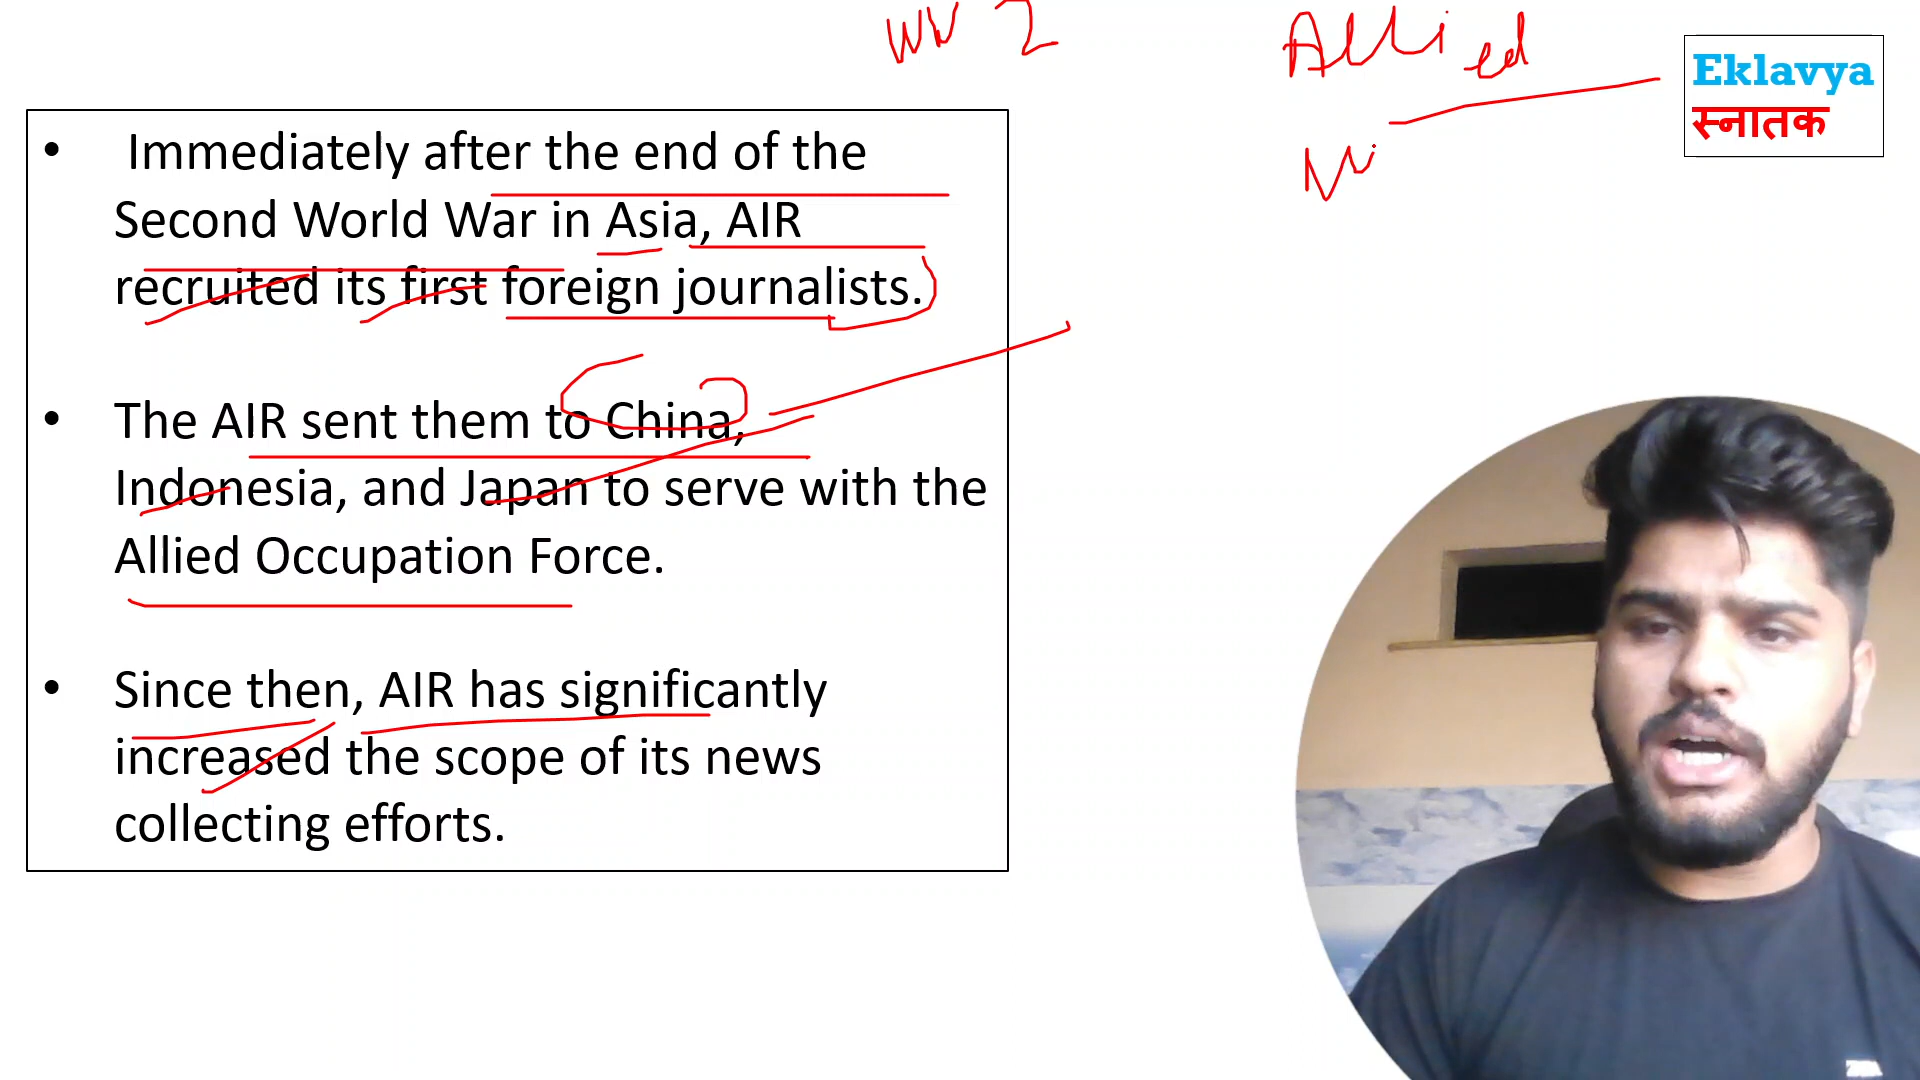 WW 2
Allied
Eklavya
स्नातक
Ni
• Immediately after the end of the
Second World War in Asia, AIR
recruited its first foreign journalists.
• The AIR sent them to China,
Indonesia, and Japan to serve with the
Allied Occupation Force.
• Since then, AIR has significantly
increased the scope of its news
collecting efforts.